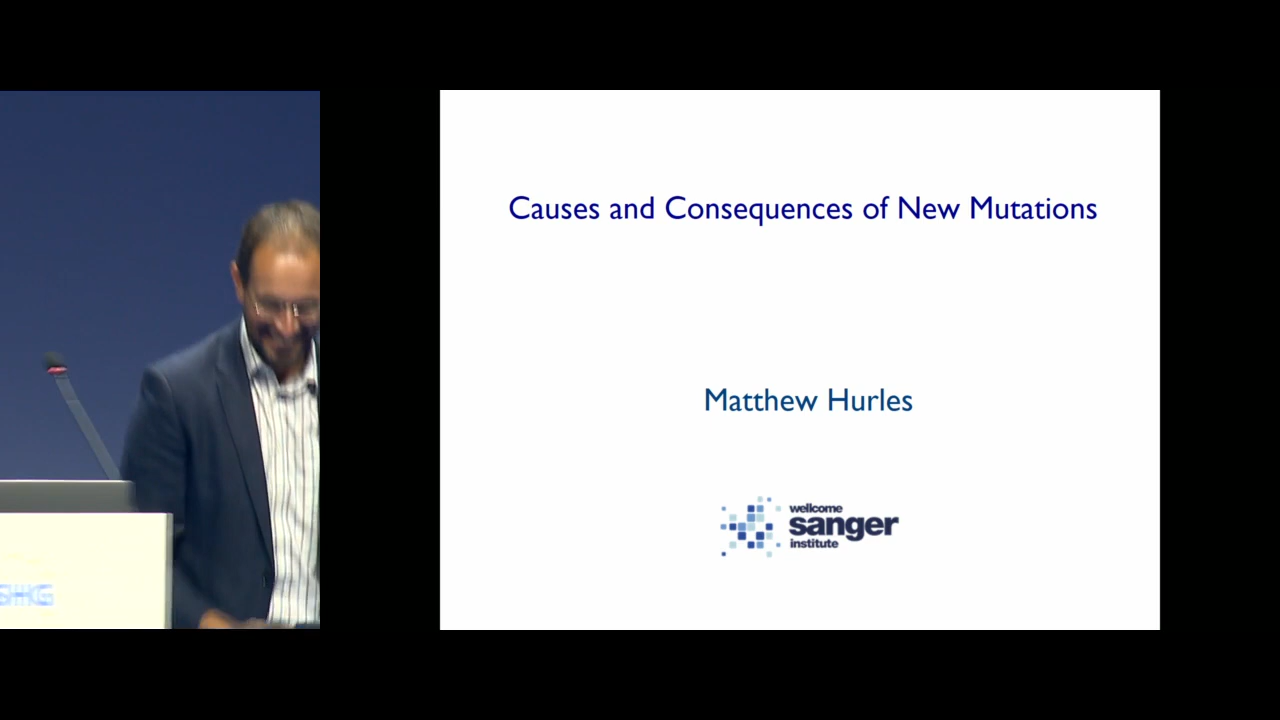 Causes and Consequences of New Mutations
Matthew Hurles
wellcome
sanger
institute